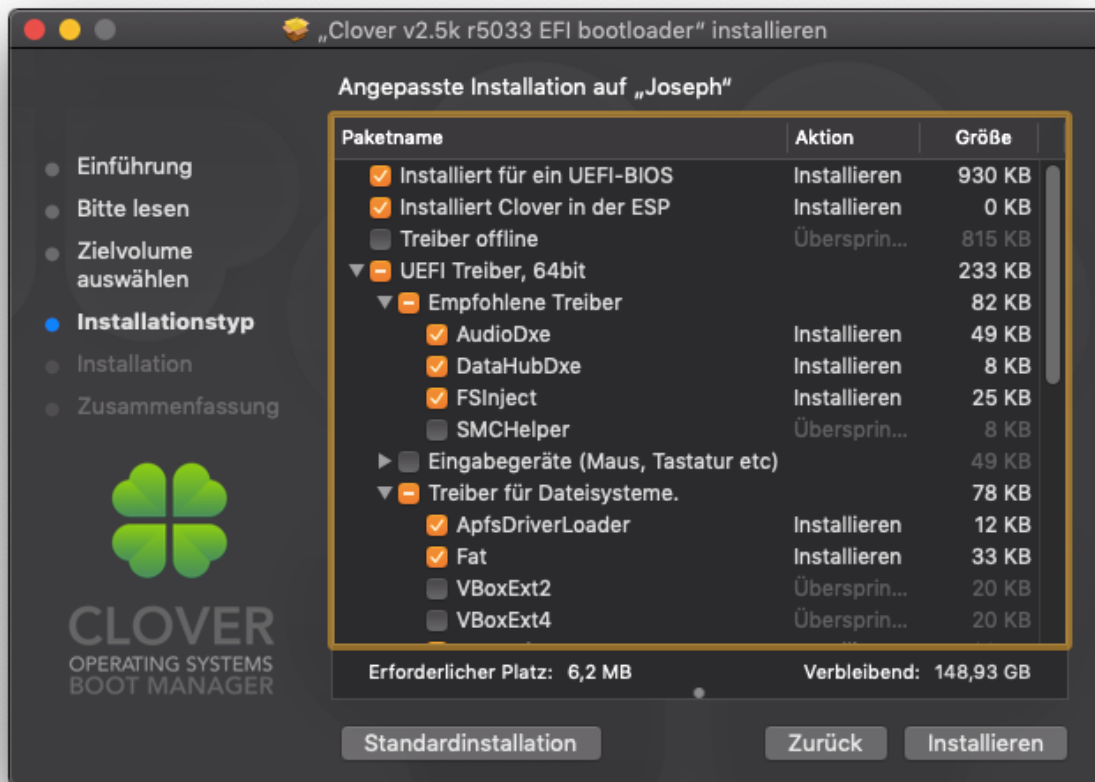 „Clover v2.5k r5033 EFI bootloader“ installieren
Angepasste Installation auf „Joseph“
Einführung
Bitte lesen
Zielvolume
auswählen
Installationstyp
Installation
Zusammenfassung
CLOVER
OPERATING SYSTEMS
BOOT MANAGER
Paketname Aktion Größe
Installiert für ein UEFI-BIOS Installieren 930 KB
Installiert Clover in der ESP Installieren 0 KB
Treiber offline Übersprin... 815 KB
UEFI Treiber, 64bit 233 KB
Empfohlene Treiber 82 KB
AudioDxe Installieren 49 KB
DataHubDxe Installieren 8 KB
FSInject Installieren 25 KB
SMCHelper Übersprin... 8 KB
Eingabegeräte (Maus, Tastatur etc) 49 KB
Treiber für Dateisysteme. 78 KB
ApfsDriverLoader Installieren 12 KB
Fat Installieren 33 KB
VBoxExt2 Übersprin... 20 KB
VBoxExt4 Übersprin... 20 KB
Erforderlicher Platz: 6,2 MB Verbleibend: 148,93 GB
Standardinstallation Zurück Installieren